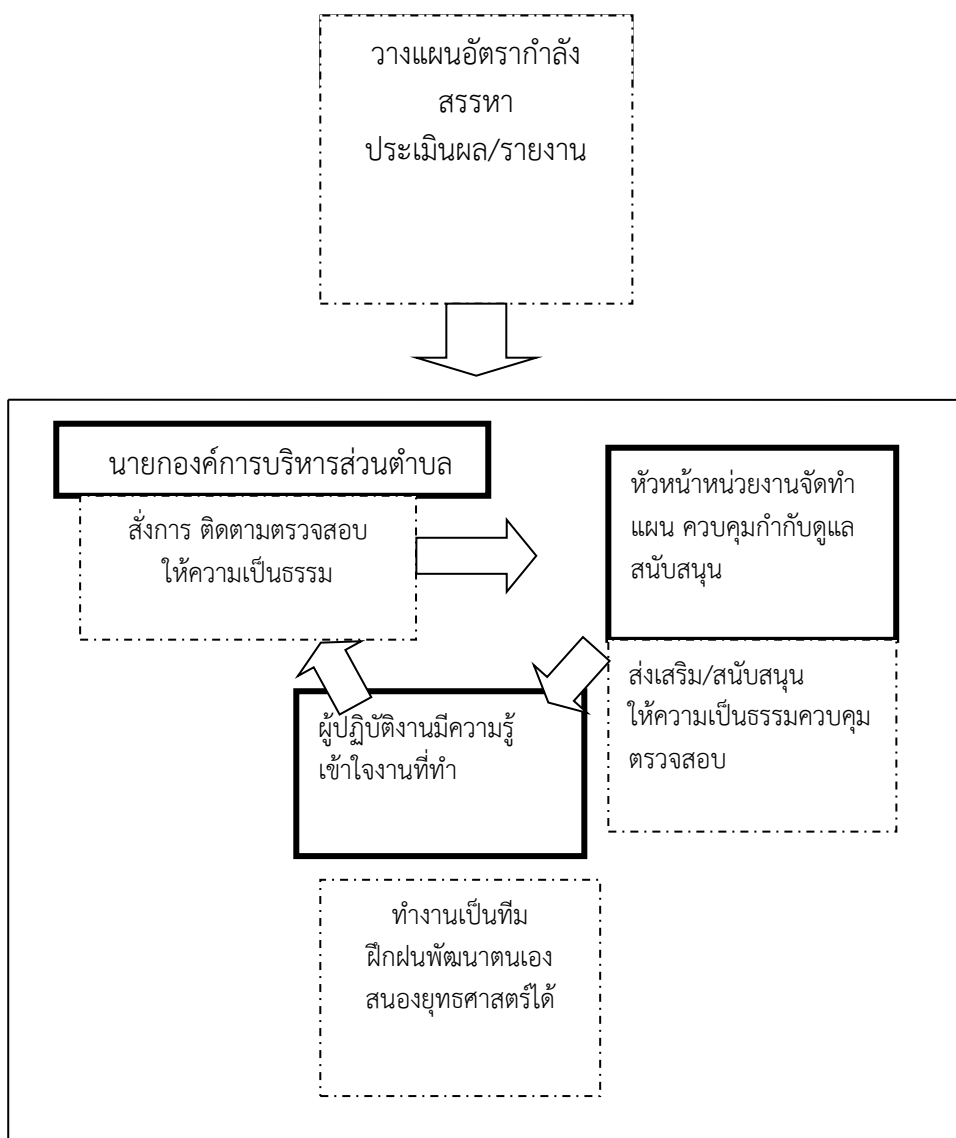 วางแผนอัตรากำลัง
สรรหา
ประเมินผล/รายงาน
นายกองค์การบริหารส่วนตำบล
สั่งการ ติดตามตรวจสอบ
ให้ความเป็นธรรม
หัวหน้าหน่วยงานจัดทำ
แผน ควบคุมกำกับดูแล
สนับสนุน
ส่งเสริม/สนับสนุน
ให้ความเป็นธรรมควบคุม
ตรวจสอบ
ผู้ปฏิบัติงานมีความรู้
เข้าใจงานที่ทำ
ทำงานเป็นทีม
ฝึกฝนพัฒนาตนเอง
สนองยุทธศาสตร์ได้